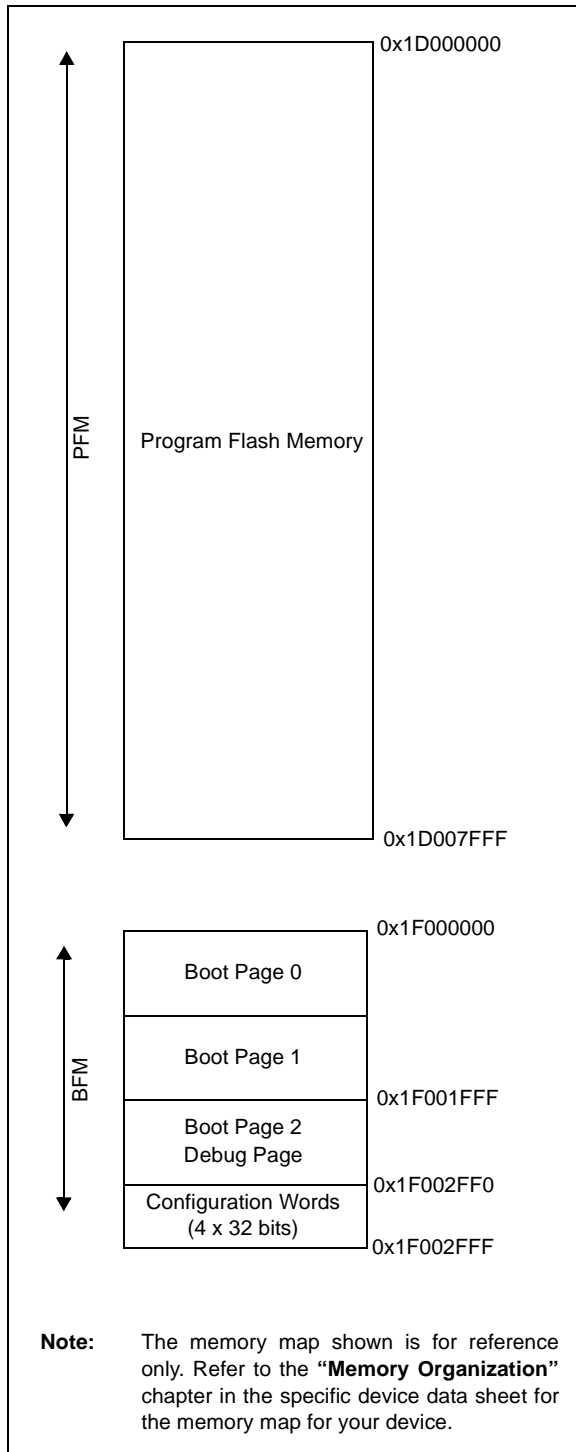 0x1D000000
PFM
Program Flash Memory
0x1D007FFF
0x1F000000
BFM
Boot Page 0
Boot Page 1
0x1F001FFF
Boot Page 2
Debug Page
0x1F002FF0
Configuration Words
(4 x 32 bits)
0x1F002FFF
Note: The memory map shown is for reference
only. Refer to the “Memory Organization”
chapter in the specific device data sheet for
the memory map for your device.